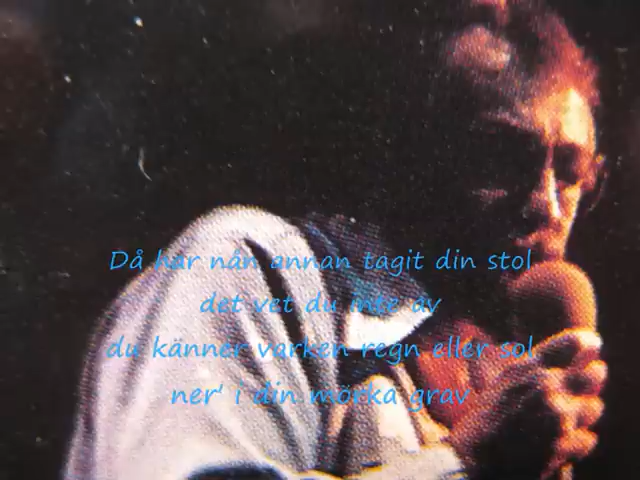 Då har nån annan tagit din stol
det vet du inte av
du känner varken regn eller sol
ner' i din mörka grav